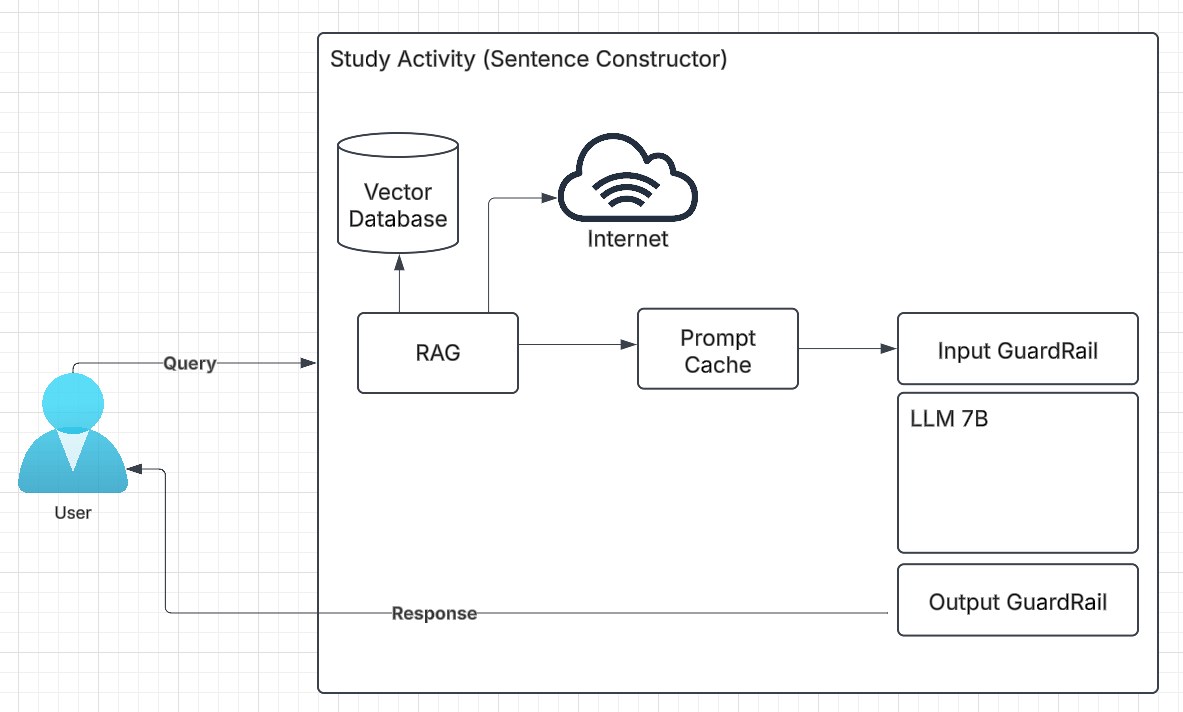 Study Activity (Sentence Constructor)
Vector
Database
Internet
RAG
Prompt
Cache
Input GuardRail
Query
LLM 7B
User
Response
Output GuardRail